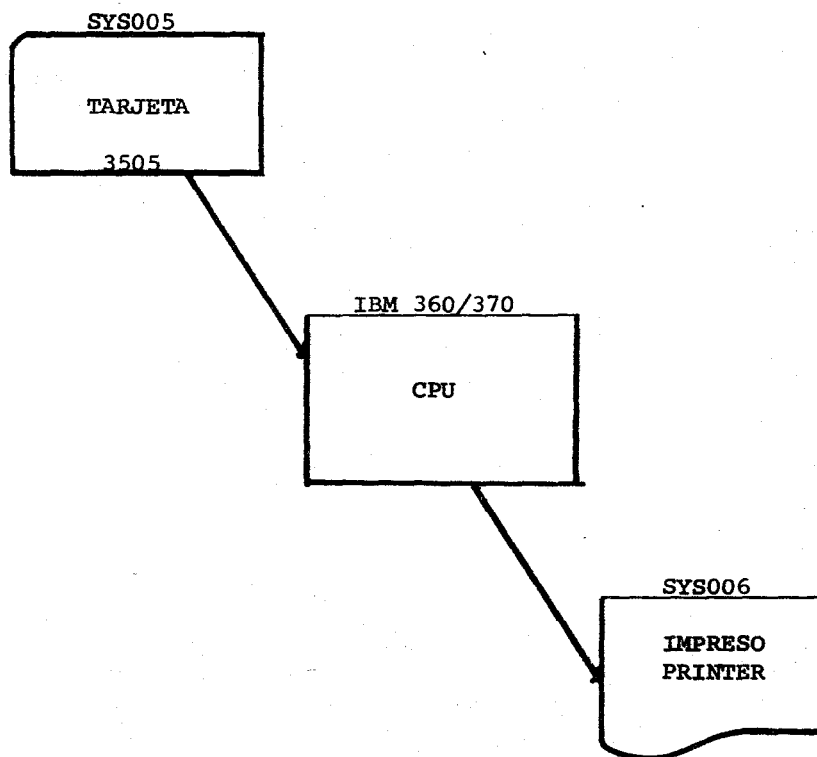 SYS005
TARJETA
3505
IBM 360/370
CPU
SYS006
IMPRESO
PRINTER